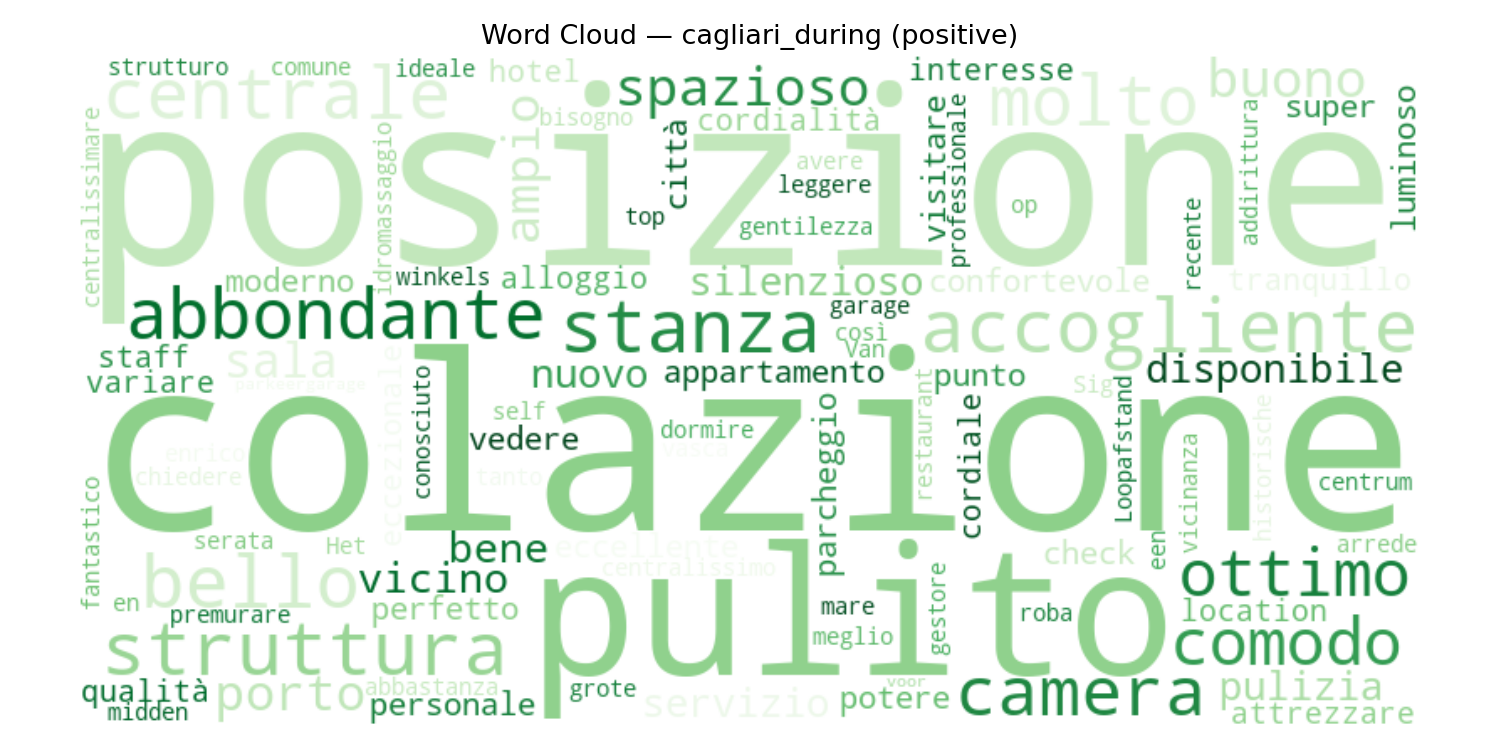 Word Cloud — cagliari_during (positive)
strutturo
comune
ideale
hotel
spazioso
interesse
buono
centrale
molto
super
luminoso
bisogno
cordialità
centralissimare
idromassaggio
ampio
città
visitare
professionale
addirittura
posizione
avere
leggere
top
gentilezza
op
recente
moderno
winkels
alloggio
silenzioso
confortevole
tranquillo
abbondante
stanza
garage
così
Van
accogliente
staff
sala
variare
parkeergarage
nuovo
appartamento
punto
Sig
disponibile
eccezionale
conosciuto
self
vedere
dormire
vasca
parcheggio
restaurant
cordiale
Loopafstand
vicinanza
historische
colazione
enrico
chiedere
tanto
centrum
fantastico
serata
Het
bene
eccellente
centralissimo
check
een
arrede
bello
vicino
ottimo
en
premurare
perfetto
pulito
mare
meglio
gestore
roba
location
struttura
comodo
qualità
midden
porto
abbastanza
personale
grote
servizio
voor
potere
camera
pulizia
attrezzare